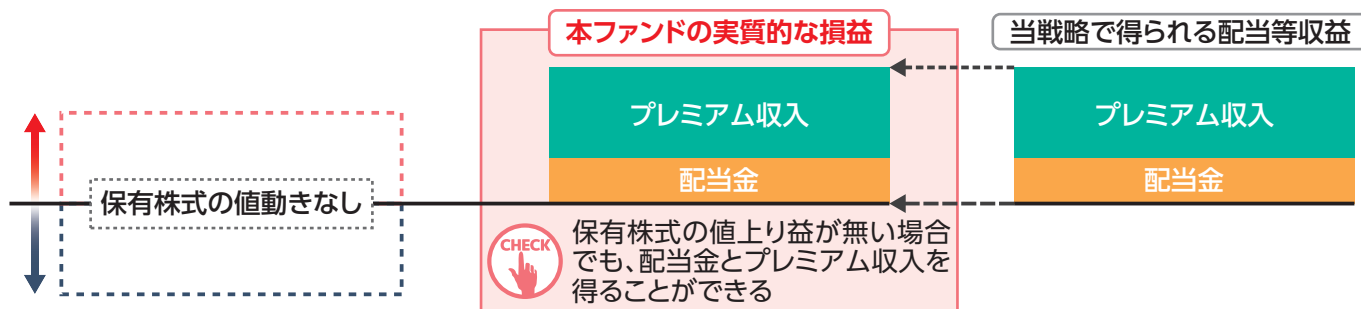 本ファンドの実質的な損益
当戦略で得られる配当等収益
プレミアム収入
プレミアム収入
配当金
配当金
保有株式の値動きなし
CHECK
保有株式の値上り益が無い場合
でも、配当金とプレミアム収入を
得ることができる